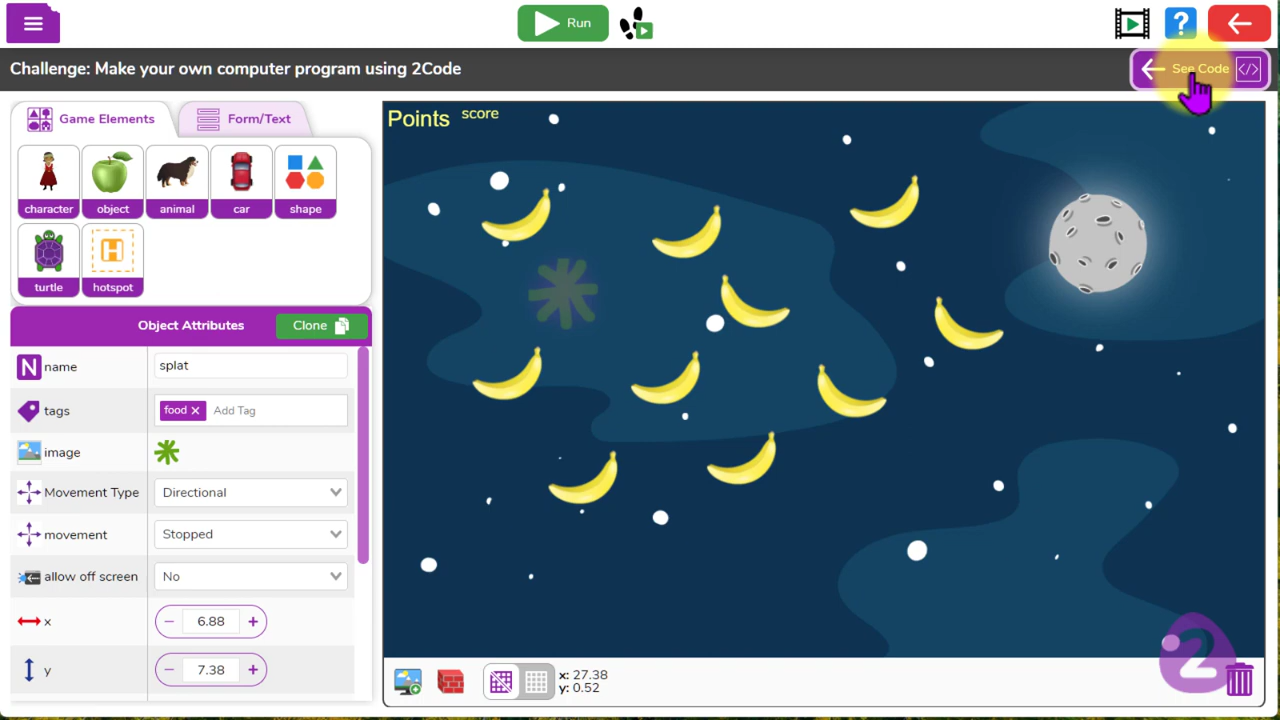 Run
?
Challenge: Make your own computer program using 2Code
See Code </>
Game Elements
Form/Text
character
object
animal
car
shape
turtle
H
hotspot
Object Attributes
Clone
N name
splat
tags
food × Add Tag
image
Movement Type
Directional
movement
Stopped
allow off screen
No
x
− 6.88 +
y
− 7.38 +
Points score
x: 27.38
y: 0.52
2